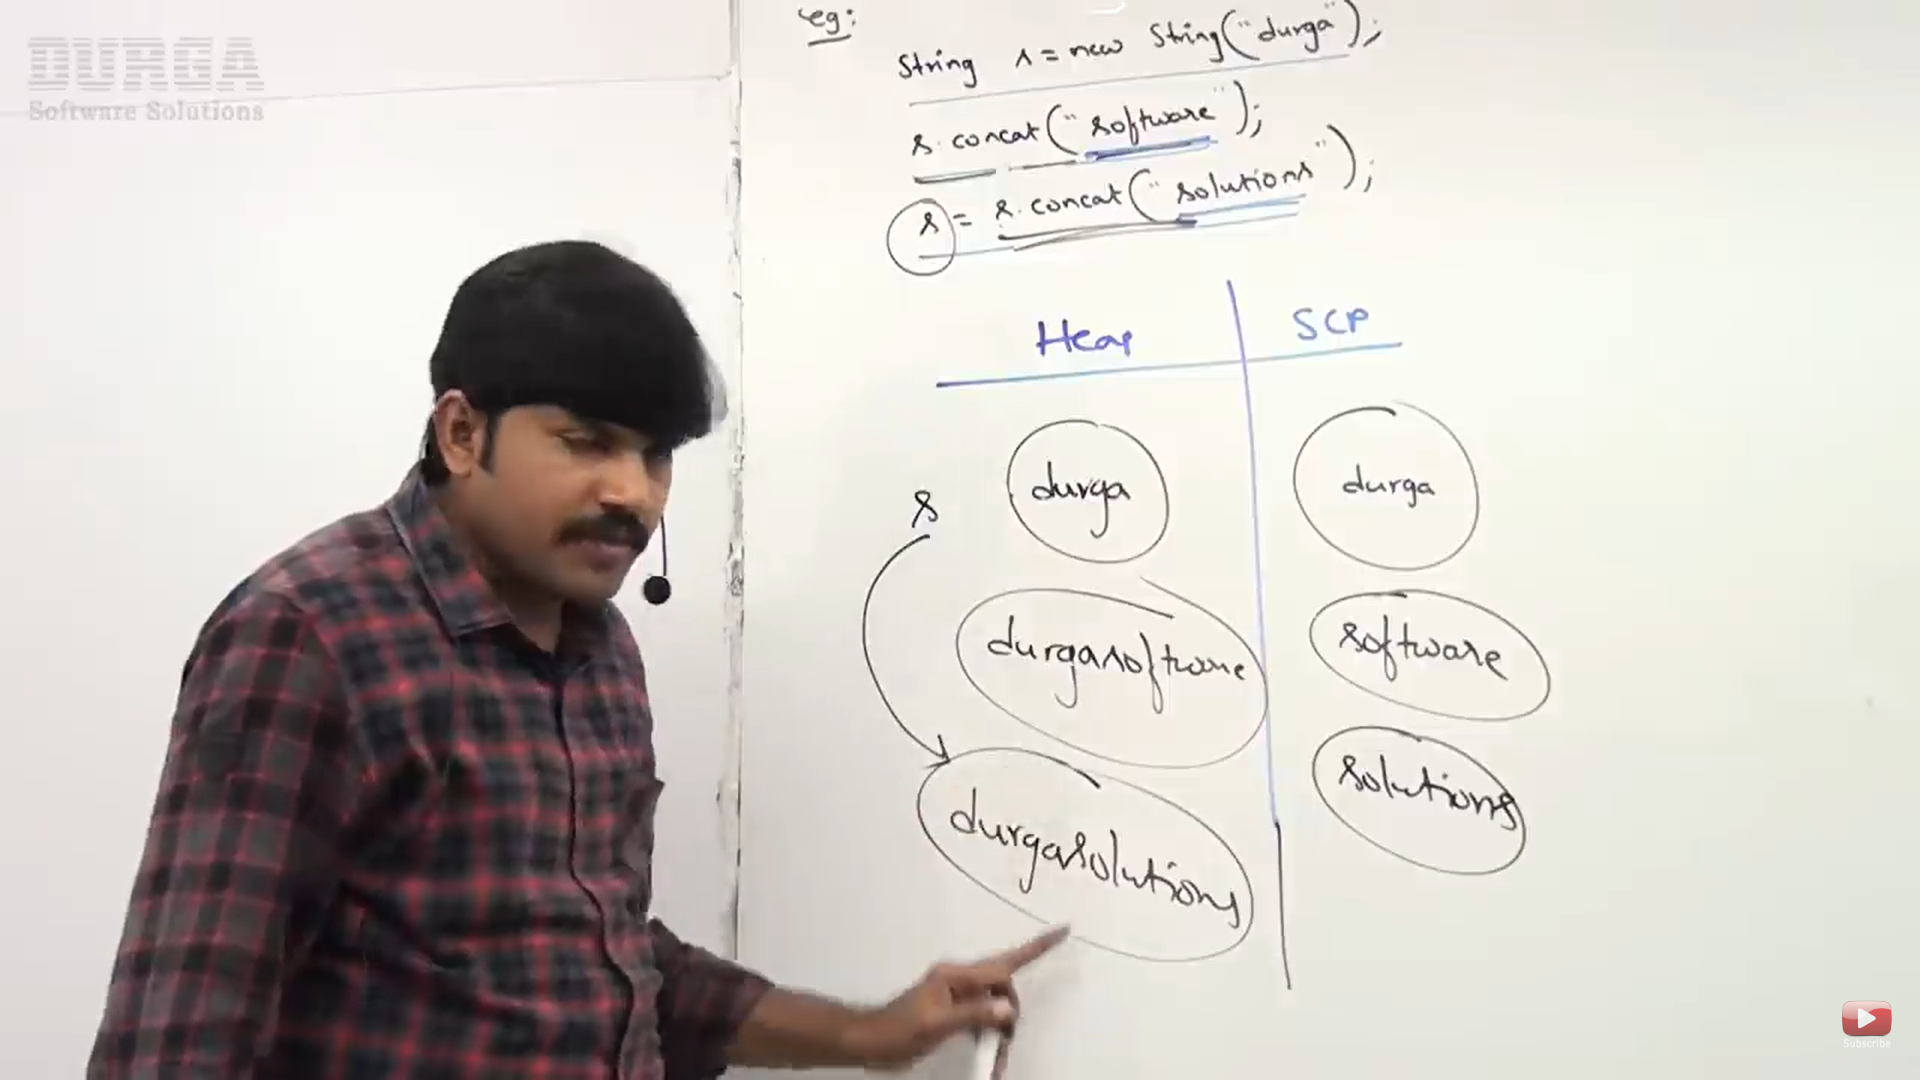 DURGA
Software Solutions
eg:
String s = new String("durga");
s.concat("software");
s = s.concat("solutions");
Heap SCP
durga durga
s
durgasoftware software
durgasolutions solutions
Subscribe